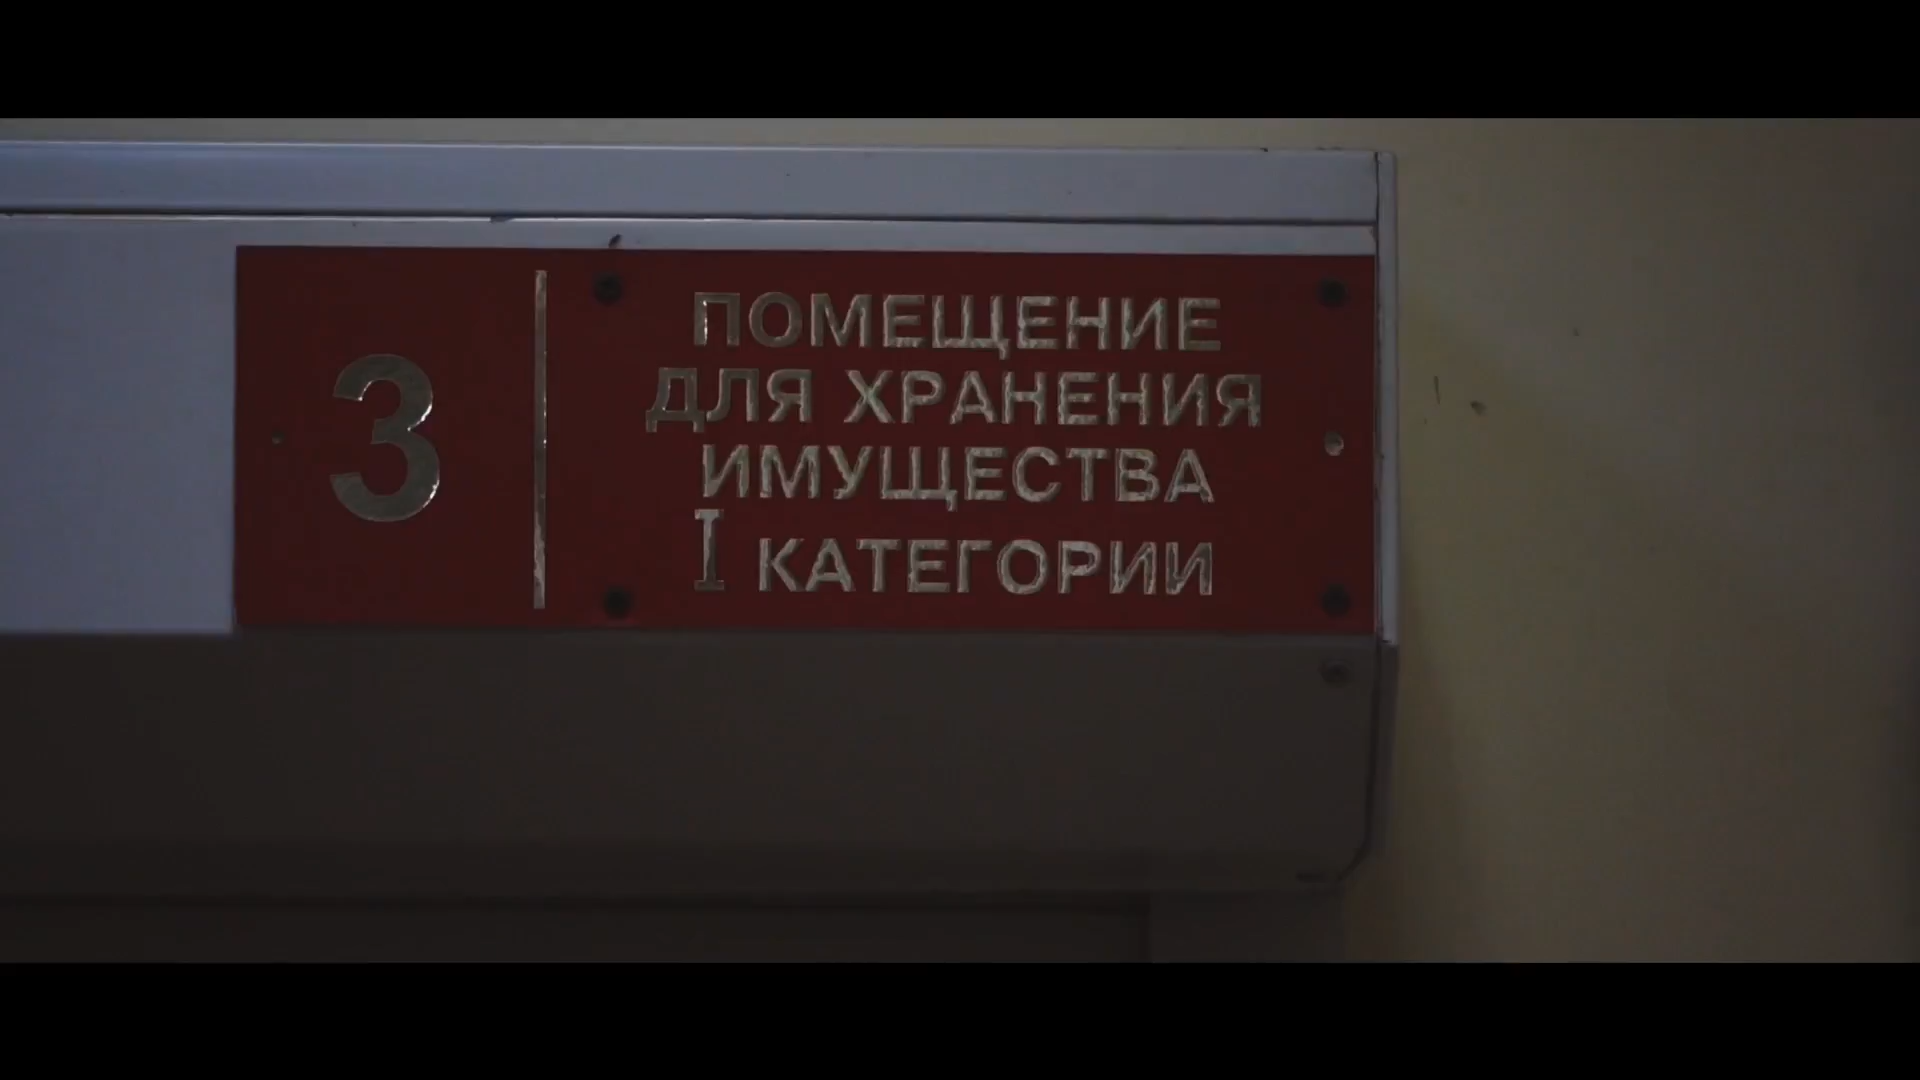 3
ПОМЕЩЕНИЕ
ДЛЯ ХРАНЕНИЯ
ИМУЩЕСТВА
I КАТЕГОРИИ